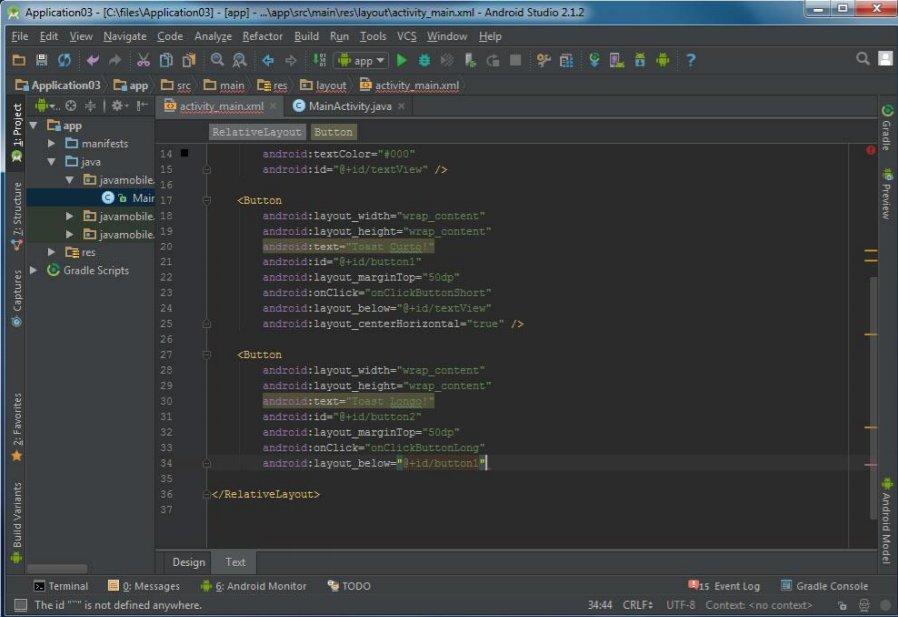 Application03 - [C:\files\Application03] - [app] - ...\app\src\main\res\layout\activity_main.xml - Android Studio 2.1.2
File Edit View Navigate Code Analyze Refactor Build Run Tools VCS Window Help
app
Application03 app src main res layout activity_main.xml
activity_main.xml MainActivity.java
RelativeLayout Button
1: Project
7: Structure
Captures
2: Favorites
Build Variants
app
manifests
java
javamobile.
Mair
javamobile.
javamobile.
res
Gradle Scripts
14 android:textColor="#000"
15 android:id="@+id/textView" />
16
17 <Button
18 android:layout_width="wrap_content"
19 android:layout_height="wrap_content"
20 android:text="Toast Curto!"
21 android:id="@+id/button1"
22 android:layout_marginTop="50dp"
23 android:onClick="onClickButtonShort"
24 android:layout_below="@+id/textView"
25 android:layout_centerHorizontal="true" />
26
27 <Button
28 android:layout_width="wrap_content"
29 android:layout_height="wrap_content"
30 android:text="Toast Longo!"
31 android:id="@+id/button2"
32 android:layout_marginTop="50dp"
33 android:onClick="onClickButtonLong"
34 android:layout_below="@+id/button1"
35
36 </RelativeLayout>
37
Gradle
Preview
Android Model
Design Text
Terminal 0: Messages 6: Android Monitor TODO 15 Event Log Gradle Console
The id "`" is not defined anywhere. 34:44 CRLF UTF-8 Context: <no context>